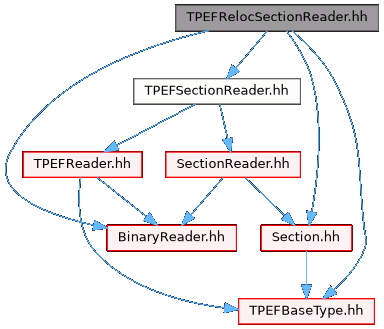 TPEFRelocSectionReader.hh
TPEFSectionReader.hh
TPEFReader.hh
SectionReader.hh
BinaryReader.hh
Section.hh
TPEFBaseType.hh